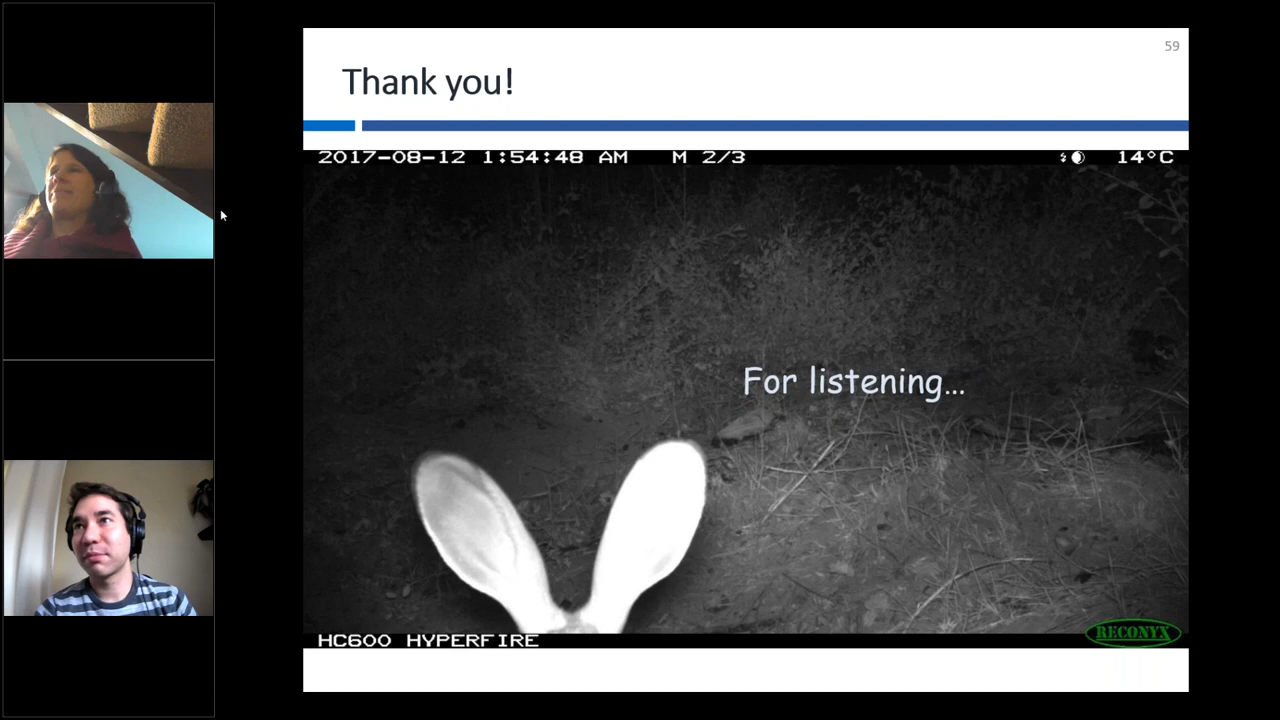 59
Thank you!
2017-08-12 1:54:48 AM M 2/3 14°C
For listening...
HC600 HYPERFIRE
RECONYX